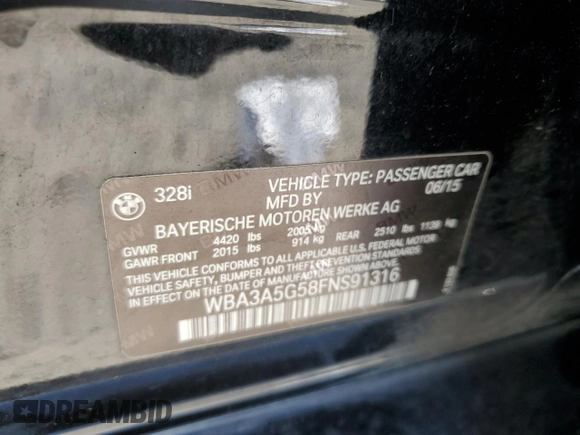 328i
VEHICLE TYPE: PASSENGER CAR
MFD BY 06/15
BAYERISCHE MOTOREN WERKE AG
GVWR 4420 lbs 2005 kg
GAWR FRONT 2015 lbs 914 kg REAR 2510 lbs 1138 kg
THIS VEHICLE CONFORMS TO ALL APPLICABLE U.S. FEDERAL MOTOR
VEHICLE SAFETY, BUMPER AND THEFT PREVENTION STANDARDS
IN EFFECT ON THE DATE OF MANUFACTURE SHOWN ABOVE.
WBA3A5G58FNS91316
DREAMBID